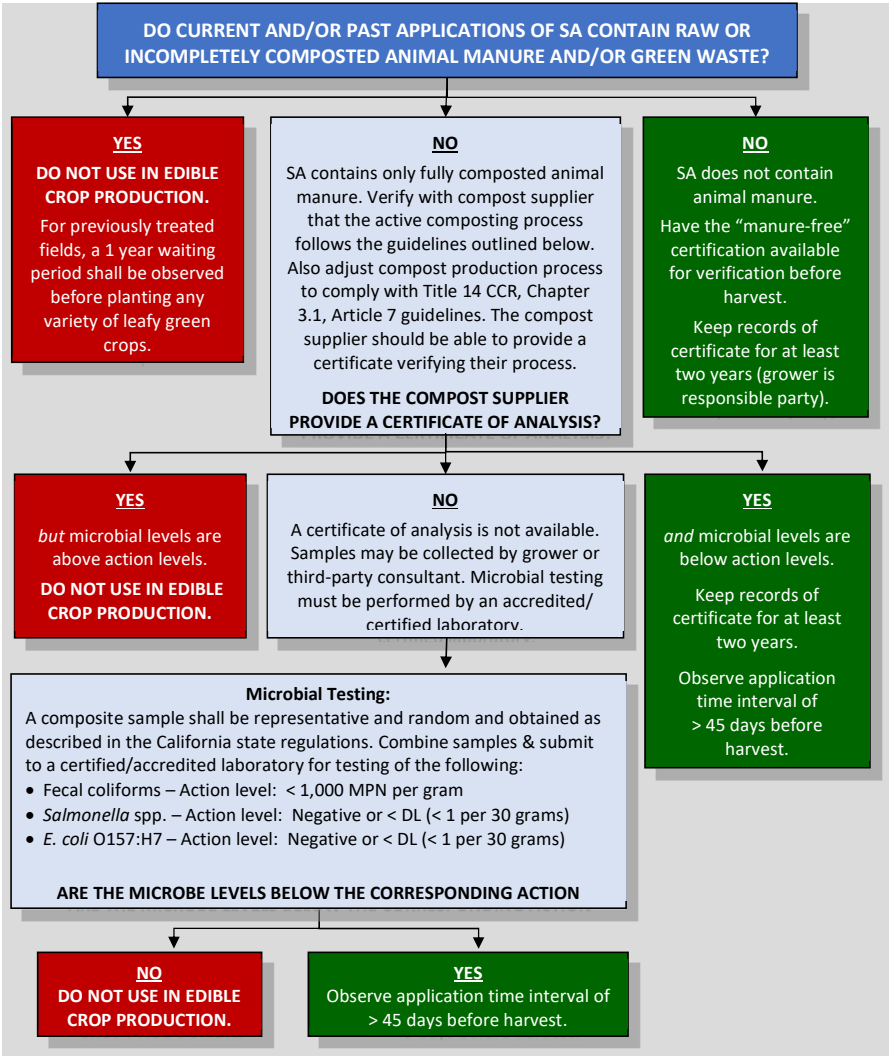 DO CURRENT AND/OR PAST APPLICATIONS OF SA CONTAIN RAW OR
INCOMPLETELY COMPOSTED ANIMAL MANURE AND/OR GREEN WASTE?
YES
DO NOT USE IN EDIBLE
CROP PRODUCTION.
For previously treated
fields, a 1 year waiting
period shall be observed
before planting any
variety of leafy green
crops.
NO
SA contains only fully composted animal
manure. Verify with compost supplier
that the active composting process
follows the guidelines outlined below.
Also adjust compost production process
to comply with Title 14 CCR, Chapter
3.1, Article 7 guidelines. The compost
supplier should be able to provide a
certificate verifying their process.
DOES THE COMPOST SUPPLIER
PROVIDE A CERTIFICATE OF ANALYSIS?
NO
SA does not contain
animal manure.
Have the “manure-free”
certification available
for verification before
harvest.
Keep records of
certificate for at least
two years (grower is
responsible party).
YES
but microbial levels are
above action levels.
DO NOT USE IN EDIBLE
CROP PRODUCTION.
NO
A certificate of analysis is not available.
Samples may be collected by grower or
third-party consultant. Microbial testing
must be performed by an accredited/
certified laboratory.
YES
and microbial levels are
below action levels.
Keep records of
certificate for at least
two years.
Observe application
time interval of
> 45 days before
harvest.
Microbial Testing:
A composite sample shall be representative and random and obtained as
described in the California state regulations. Combine samples & submit
to a certified/accredited laboratory for testing of the following:
• Fecal coliforms – Action level: < 1,000 MPN per gram
• Salmonella spp. – Action level: Negative or < DL (< 1 per 30 grams)
• E. coli O157:H7 – Action level: Negative or < DL (< 1 per 30 grams)
ARE THE MICROBE LEVELS BELOW THE CORRESPONDING ACTION
NO
DO NOT USE IN EDIBLE
CROP PRODUCTION.
YES
Observe application time interval of
> 45 days before harvest.